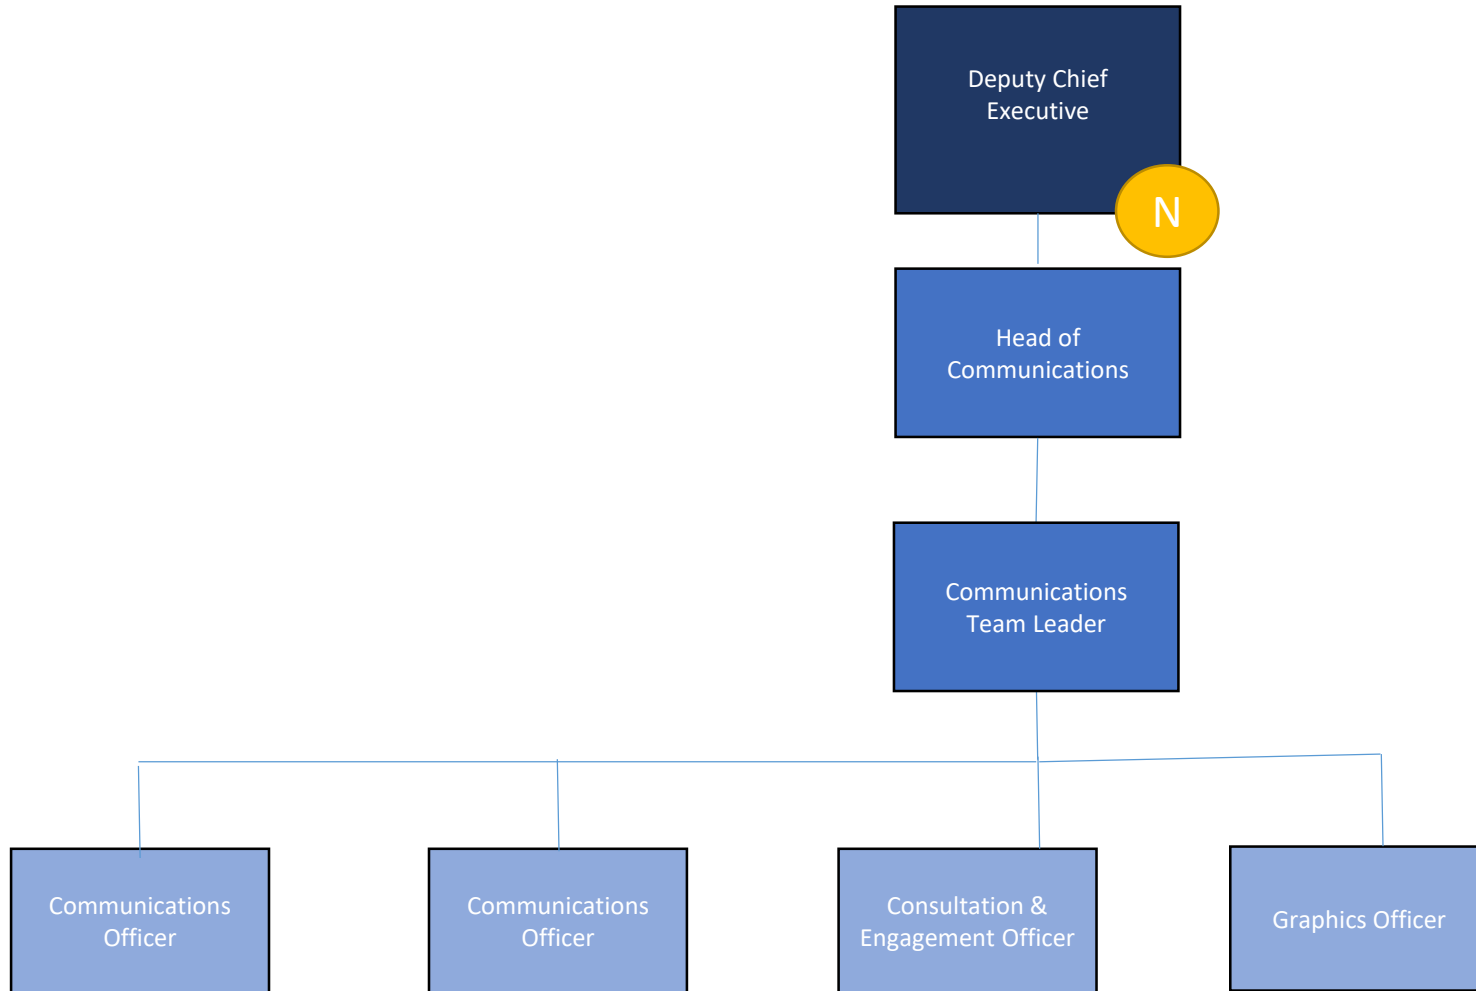 Deputy Chief
Executive
N
Head of
Communications
Communications
Team Leader
Communications
Officer
Communications
Officer
Consultation &
Engagement Officer
Graphics Officer